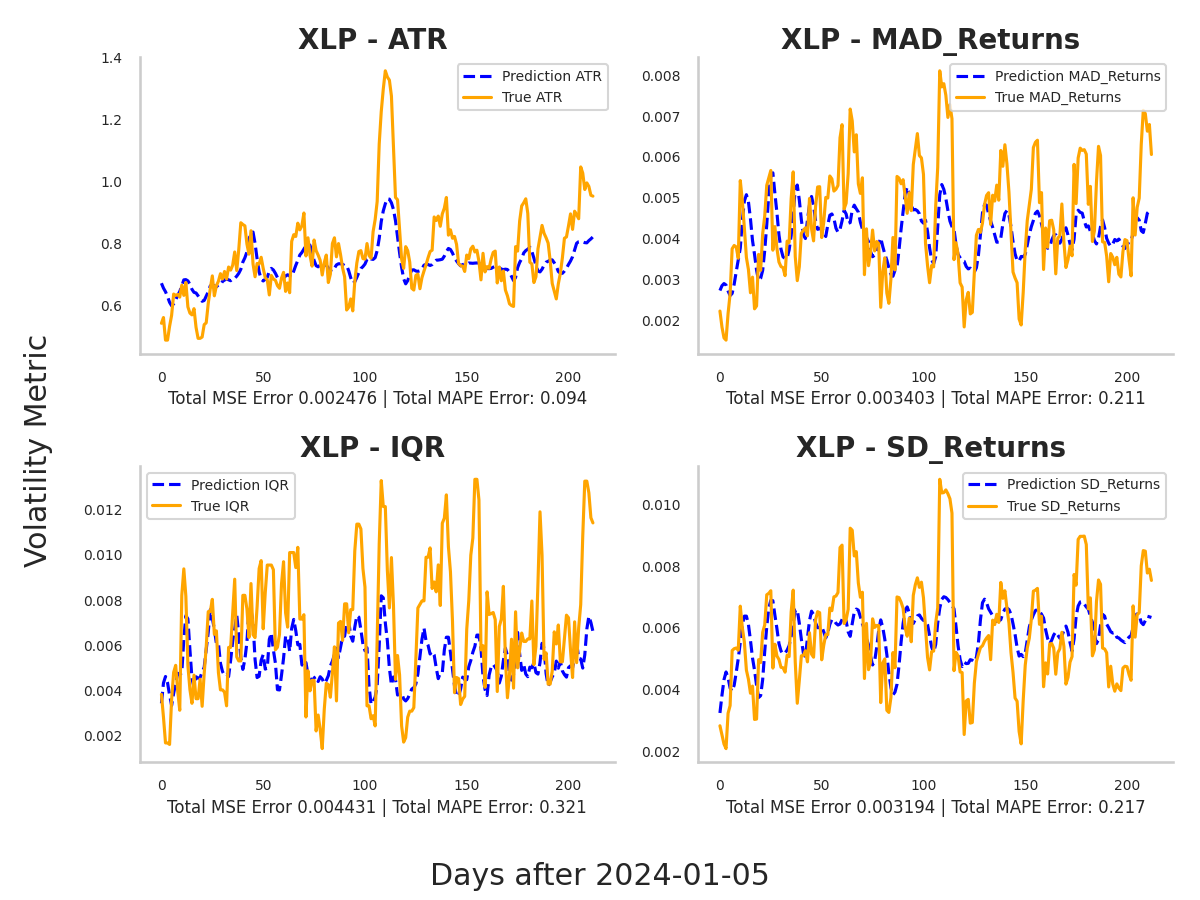 XLP - ATR
1.4
1.2
1.0
0.8
0.6
Prediction ATR
True ATR
0 50 100 150 200
Total MSE Error 0.002476 | Total MAPE Error: 0.094
XLP - MAD_Returns
0.008
0.007
0.006
0.005
0.004
0.003
0.002
Prediction MAD_Returns
True MAD_Returns
0 50 100 150 200
Total MSE Error 0.003403 | Total MAPE Error: 0.211
Volatility Metric
XLP - IQR
0.012
0.010
0.008
0.006
0.004
0.002
Prediction IQR
True IQR
0 50 100 150 200
Total MSE Error 0.004431 | Total MAPE Error: 0.321
XLP - SD_Returns
0.010
0.008
0.006
0.004
0.002
Prediction SD_Returns
True SD_Returns
0 50 100 150 200
Total MSE Error 0.003194 | Total MAPE Error: 0.217
Days after 2024-01-05